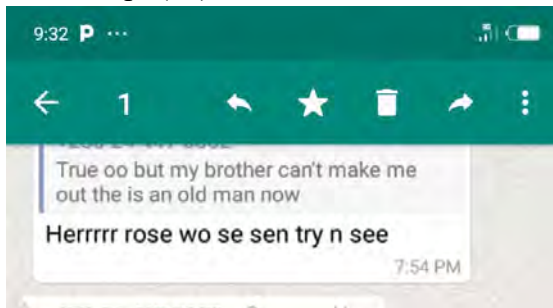 9:32 P ...
1
True oo but my brother can't make me
out the is an old man now
Herrrrr rose wo se sen try n see
7:54 PM